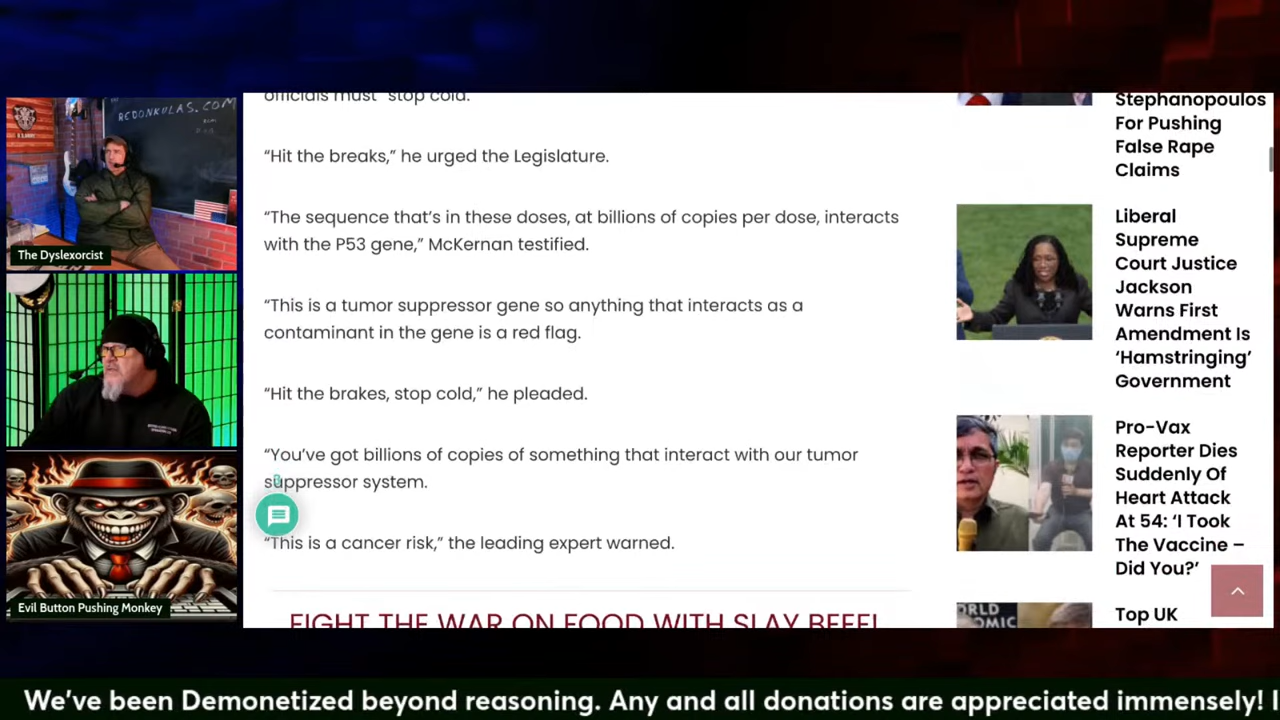 officials must "stop cold.
"Hit the breaks," he urged the Legislature.
"The sequence that's in these doses, at billions of copies per dose, interacts
with the P53 gene," McKernan testified.
"This is a tumor suppressor gene so anything that interacts as a
contaminant in the gene is a red flag.
"Hit the brakes, stop cold," he pleaded.
"You've got billions of copies of something that interact with our tumor
suppressor system.
"This is a cancer risk," the leading expert warned.
FIGHT THE WAR ON FOOD WITH SLAY BEEF!
Stephanopoulos
For Pushing
False Rape
Claims
Liberal
Supreme
Court Justice
Jackson
Warns First
Amendment Is
'Hamstringing'
Government
Pro-Vax
Reporter Dies
Suddenly Of
Heart Attack
At 54: 'I Took
The Vaccine –
Did You?'
WORLD
Top UK
REDONKULAS.COM
The Dyslexorcist
Evil Button Pushing Monkey
We've been Demonetized beyond reasoning. Any and all donations are appreciated immensely! I